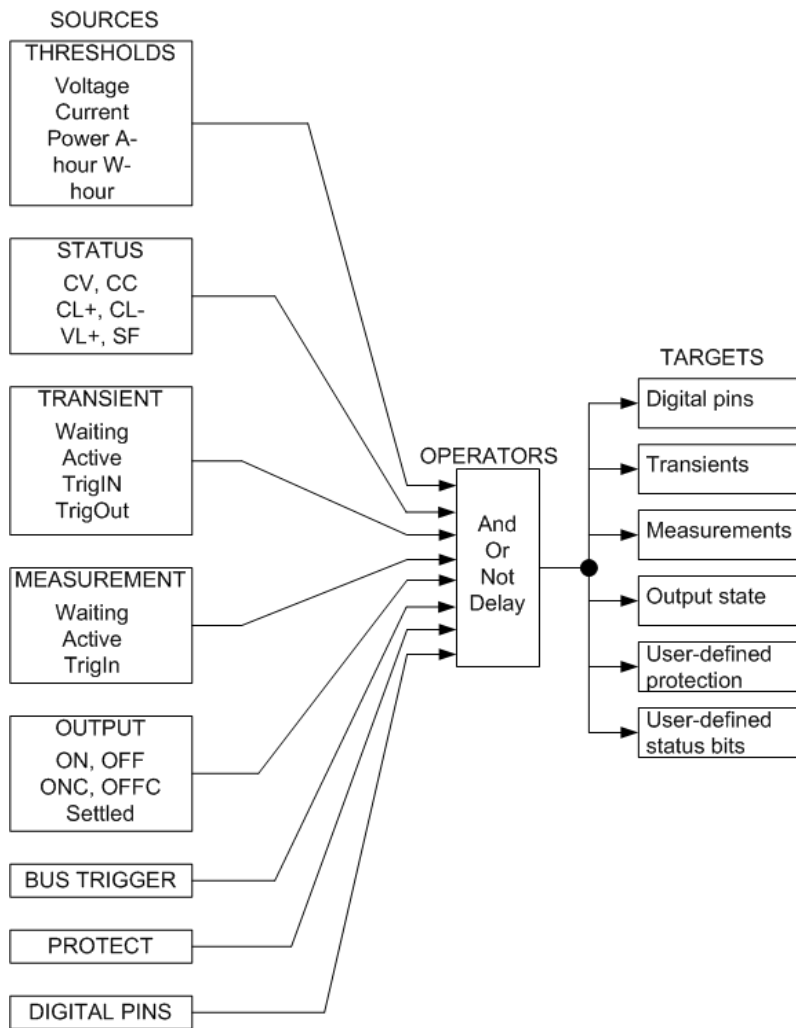 SOURCES
THRESHOLDS
Voltage
Current
Power A-
hour W-
hour
STATUS
CV, CC
CL+, CL-
VL+, SF
TRANSIENT
Waiting
Active
TrigIN
TrigOut
MEASUREMENT
Waiting
Active
TrigIn
OUTPUT
ON, OFF
ONC, OFFC
Settled
BUS TRIGGER
PROTECT
DIGITAL PINS
OPERATORS
And
Or
Not
Delay
TARGETS
Digital pins
Transients
Measurements
Output state
User-defined
protection
User-defined
status bits